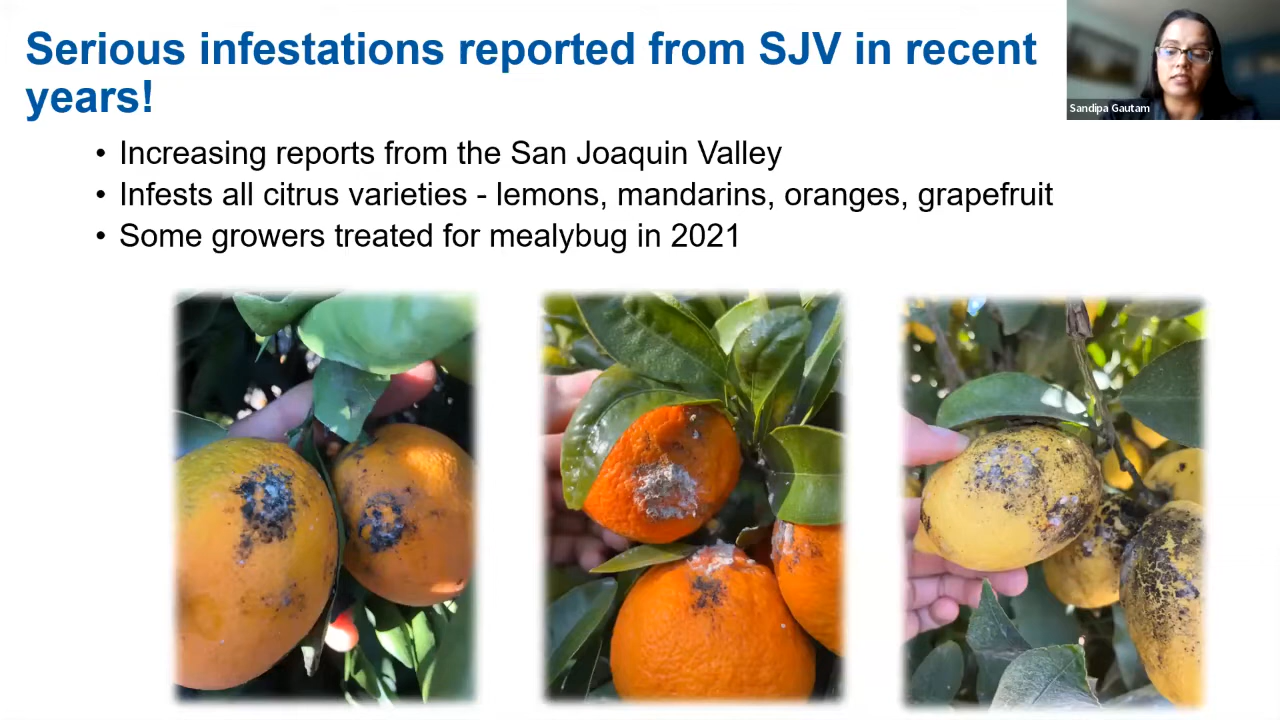 Serious infestations reported from SJV in recent
years!
Sandipa Gautam
• Increasing reports from the San Joaquin Valley
• Infests all citrus varieties - lemons, mandarins, oranges, grapefruit
• Some growers treated for mealybug in 2021